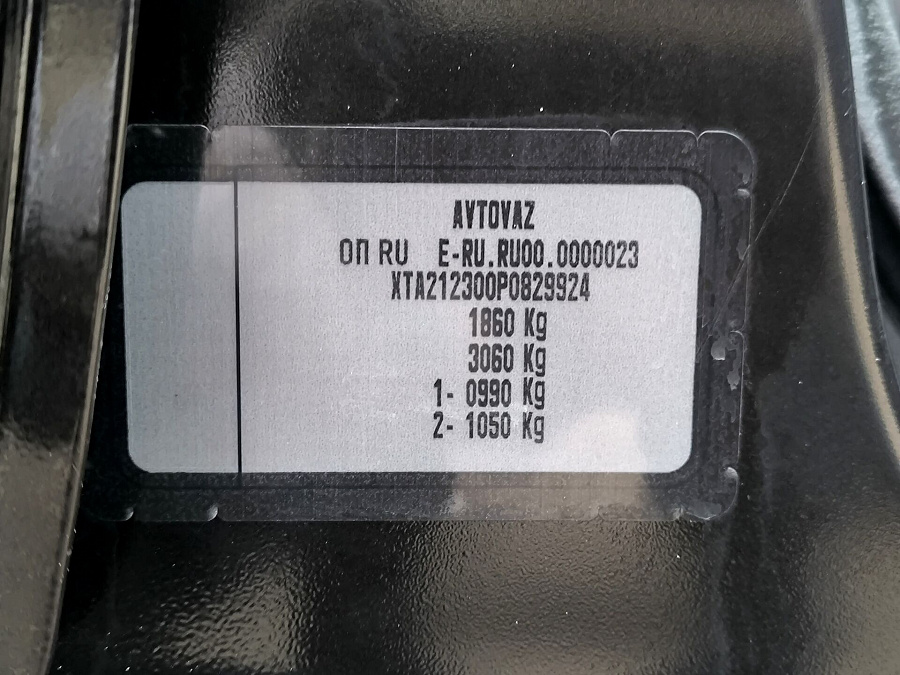 AVTOVAZ
ОП RU E-RU.RU00.0000023
XTA212300P0829924
1860 Kg
3060 Kg
1- 0990 Kg
2- 1050 Kg